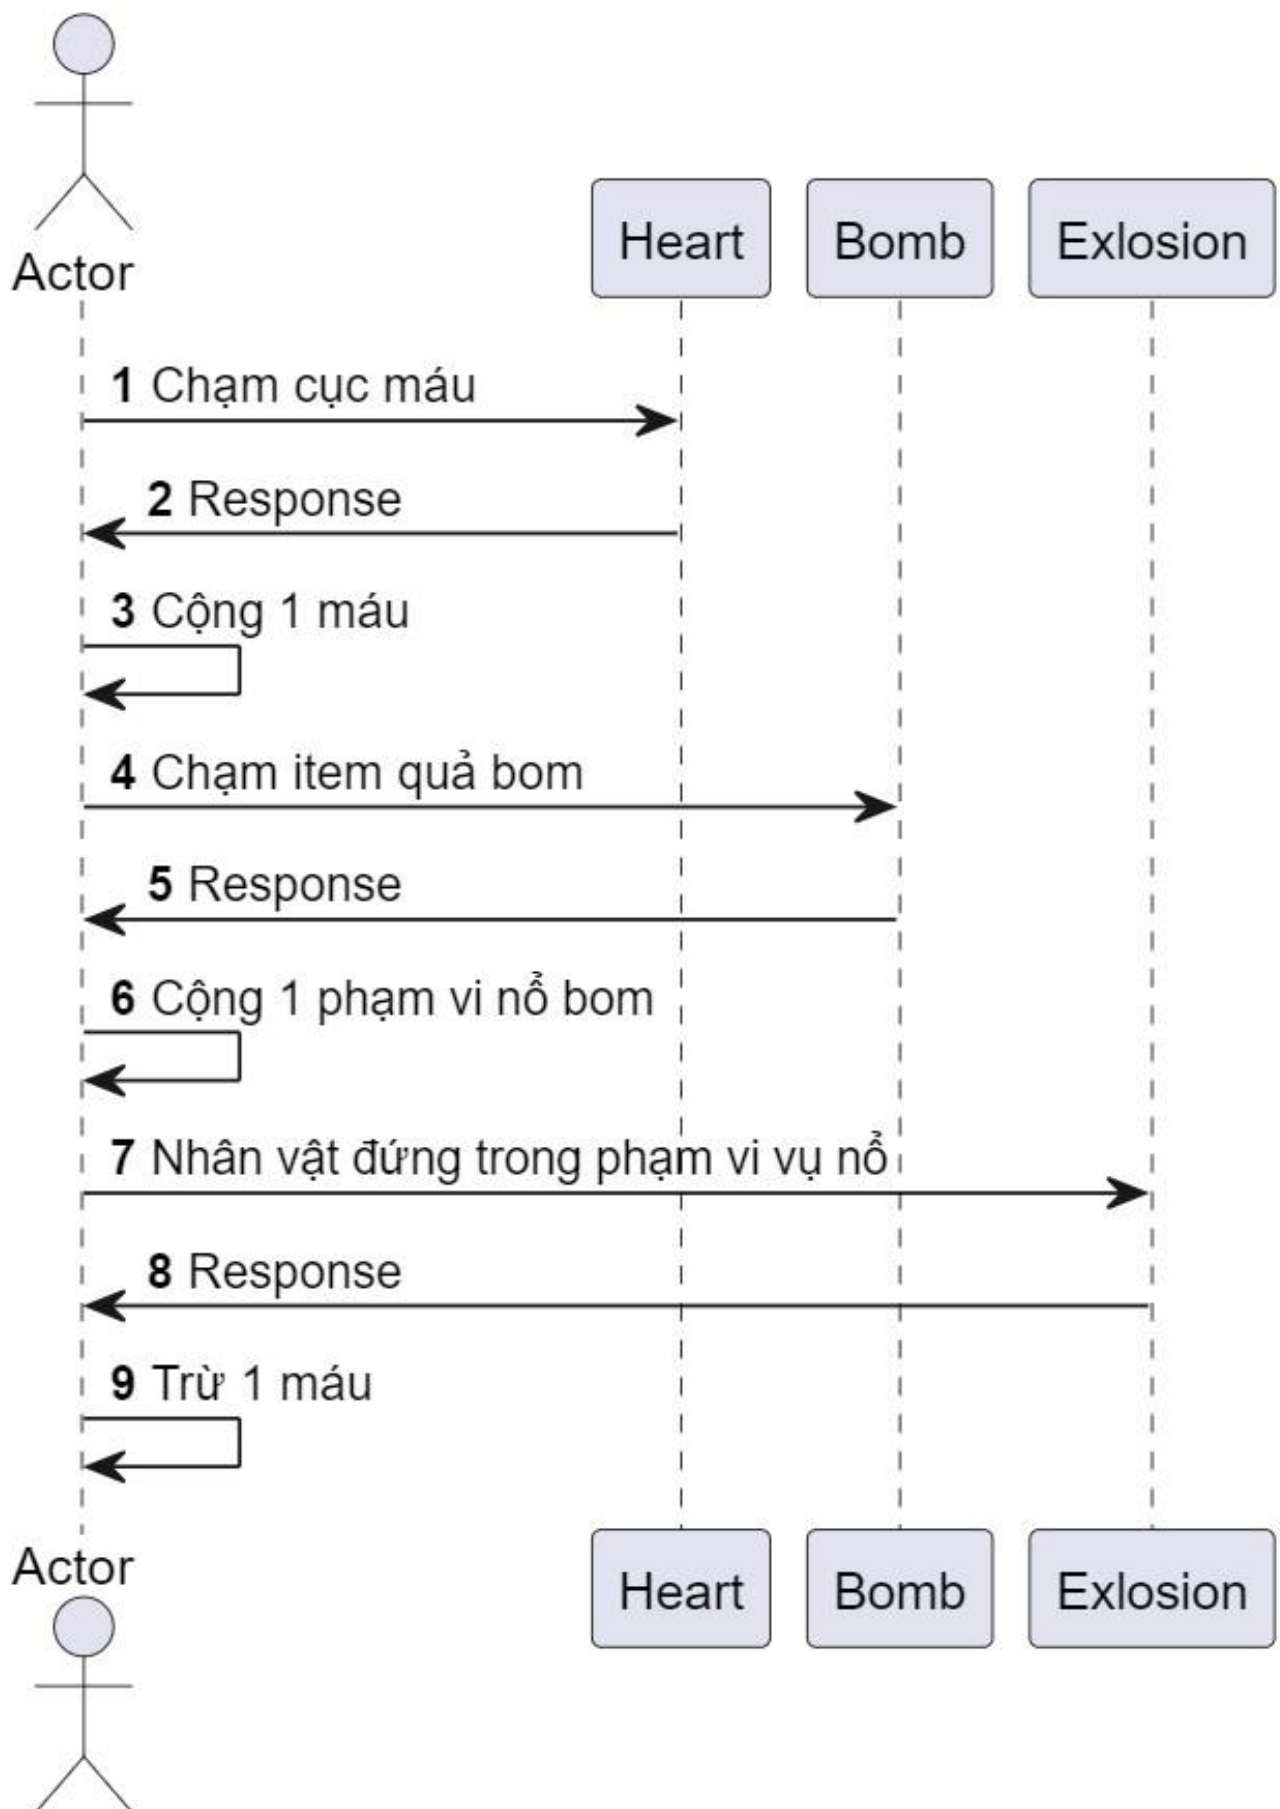 Actor
Heart
Bomb
Exlosion
1 Chạm cục máu
2 Response
3 Cộng 1 máu
4 Chạm item quả bom
5 Response
6 Cộng 1 phạm vi nổ bom
7 Nhân vật đứng trong phạm vi vụ nổ
8 Response
9 Trừ 1 máu
Actor
Heart
Bomb
Exlosion